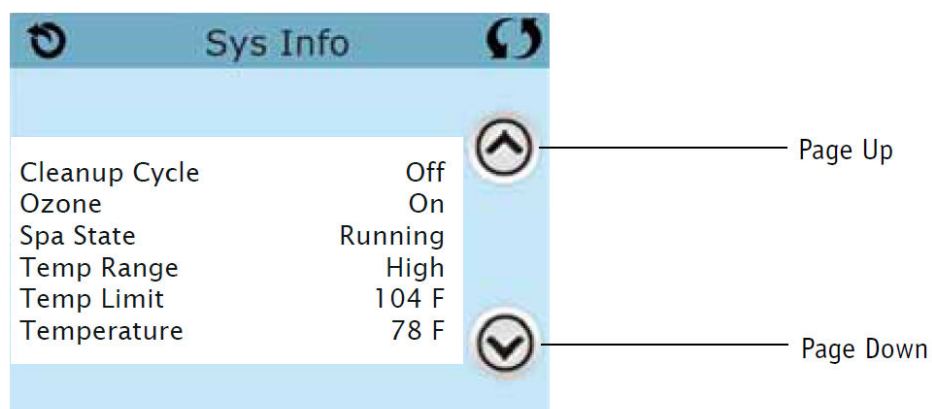 Sys Info
Page Up
Cleanup Cycle Off
Ozone On
Spa State Running
Temp Range High
Temp Limit 104 F
Temperature 78 F
Page Down